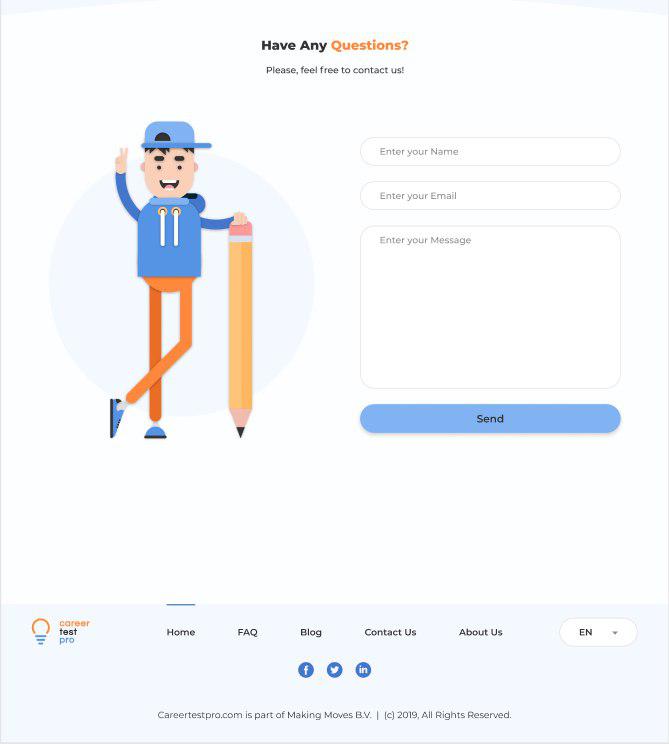 Have Any Questions?
Please, feel free to contact us!
Enter your Name
Enter your Email
Enter your Message
Send
career
test
pro
Home FAQ Blog Contact Us About Us EN
f in
Careertestpro.com is part of Making Moves B.V. | (c) 2019, All Rights Reserved.